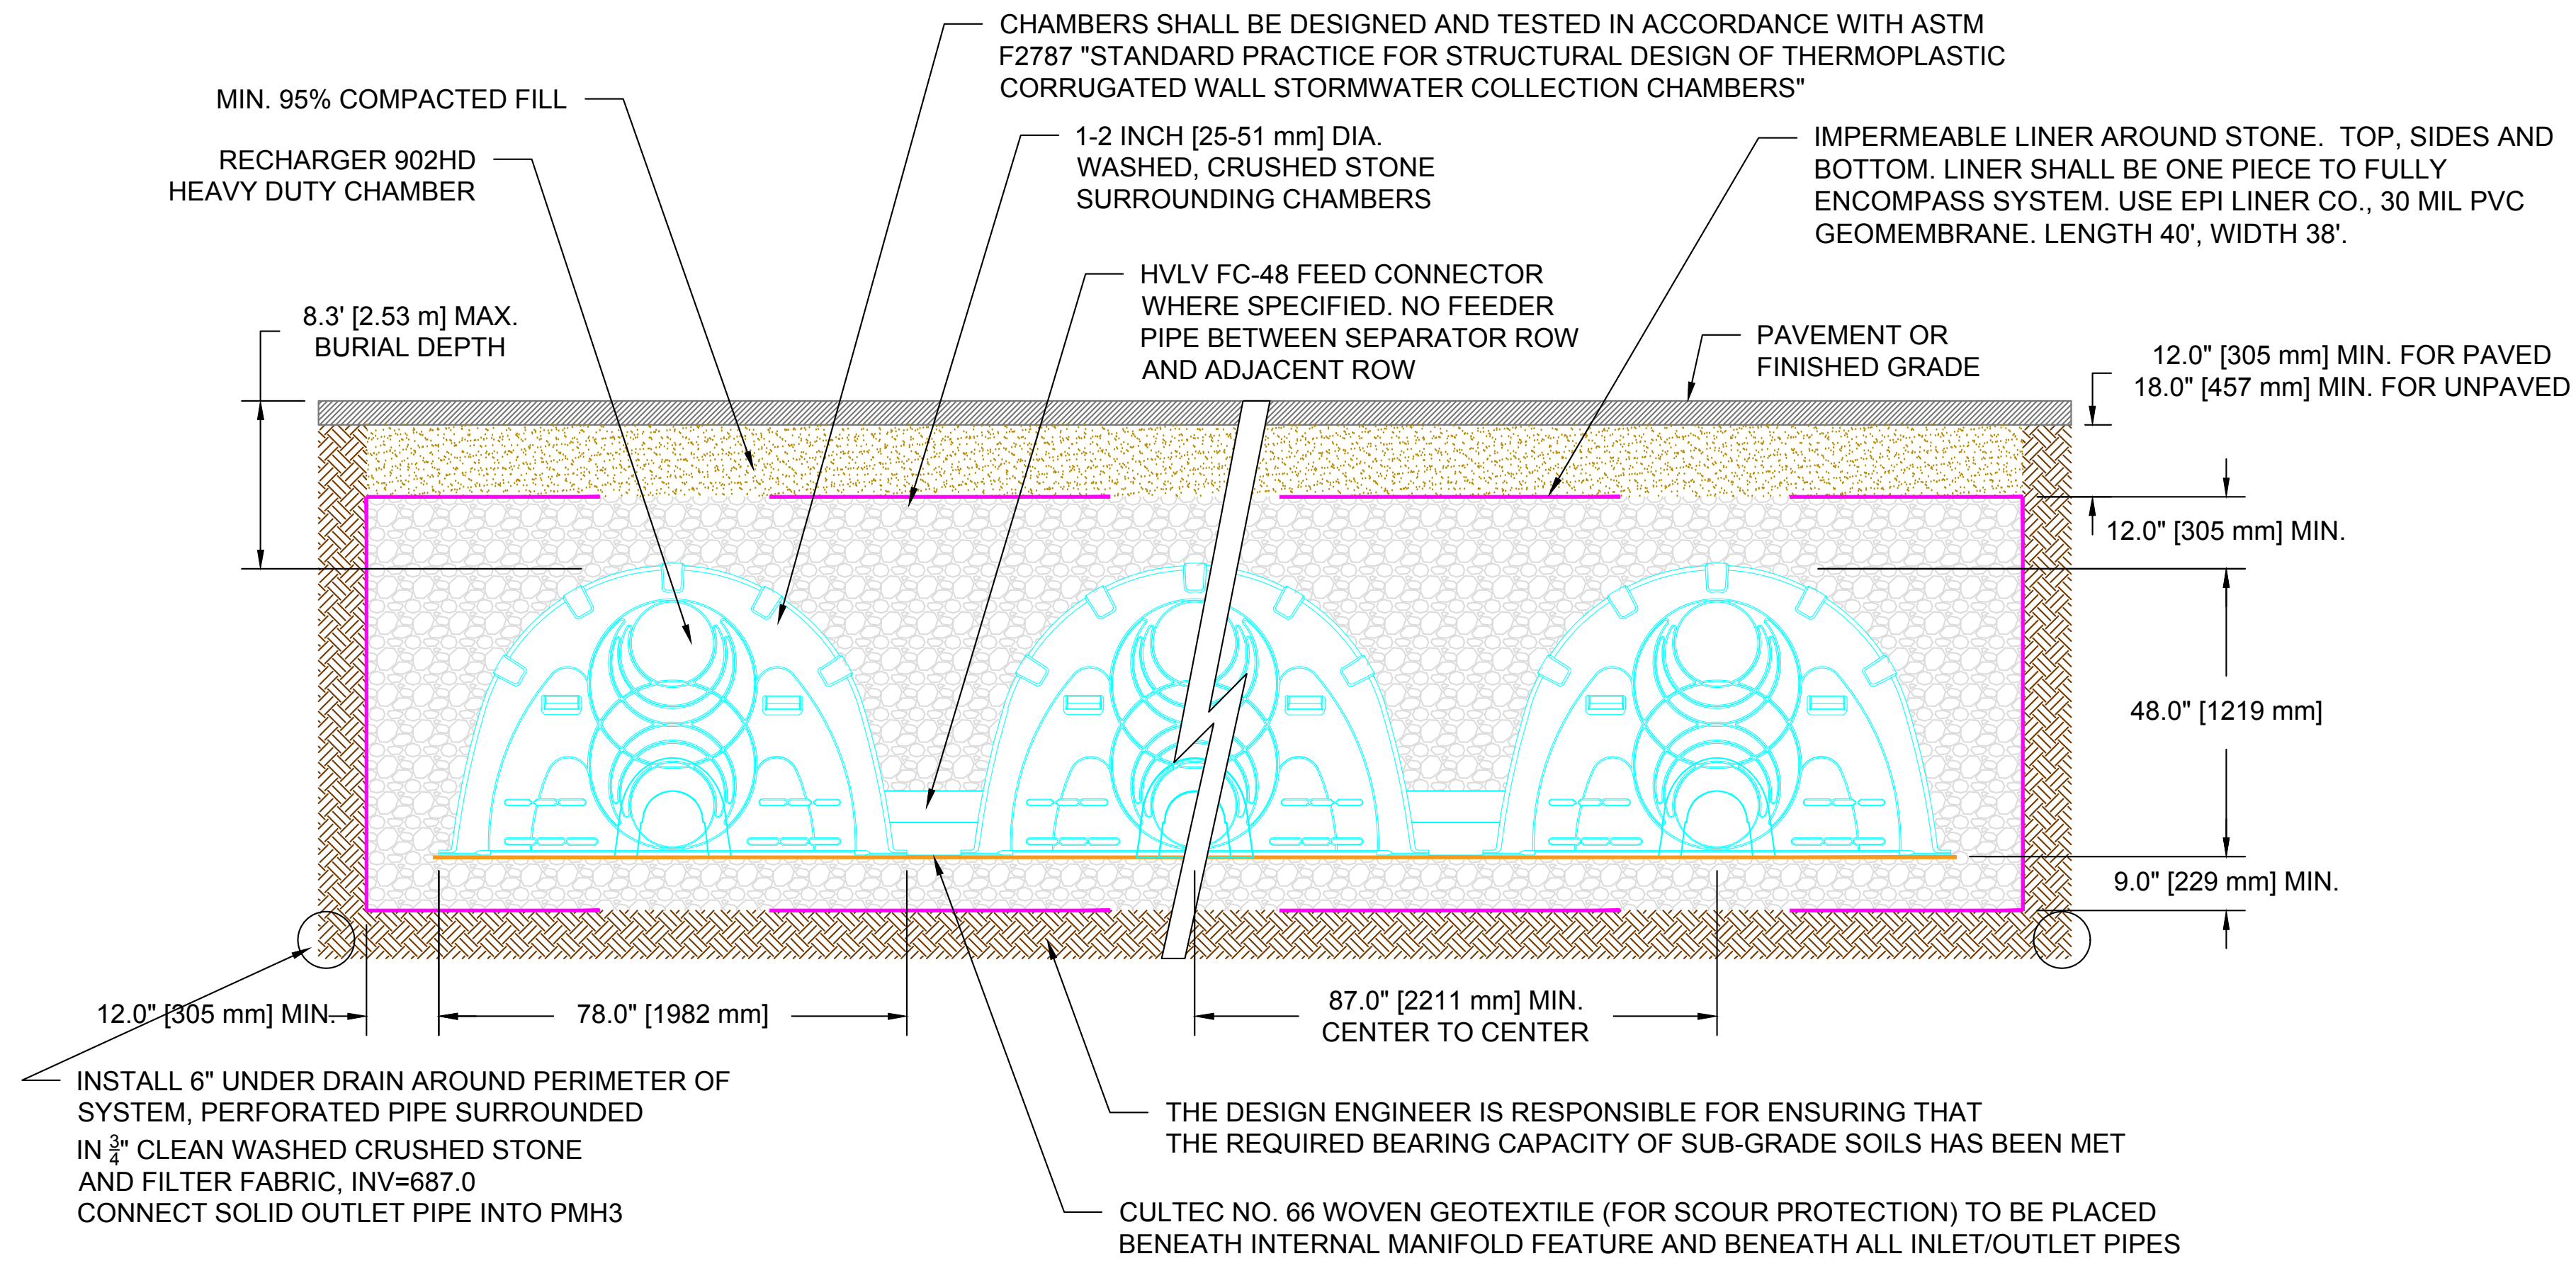 CHAMBERS SHALL BE DESIGNED AND TESTED IN ACCORDANCE WITH ASTM
F2787 "STANDARD PRACTICE FOR STRUCTURAL DESIGN OF THERMOPLASTIC
CORRUGATED WALL STORMWATER COLLECTION CHAMBERS"
MIN. 95% COMPACTED FILL
RECHARGER 902HD
HEAVY DUTY CHAMBER
1-2 INCH [25-51 mm] DIA.
WASHED, CRUSHED STONE
SURROUNDING CHAMBERS
IMPERMEABLE LINER AROUND STONE. TOP, SIDES AND
BOTTOM. LINER SHALL BE ONE PIECE TO FULLY
ENCOMPASS SYSTEM. USE EPI LINER CO., 30 MIL PVC
GEOMEMBRANE. LENGTH 40', WIDTH 38'.
HVLV FC-48 FEED CONNECTOR
WHERE SPECIFIED. NO FEEDER
PIPE BETWEEN SEPARATOR ROW
AND ADJACENT ROW
8.3' [2.53 m] MAX.
BURIAL DEPTH
PAVEMENT OR
FINISHED GRADE
12.0" [305 mm] MIN. FOR PAVED
18.0" [457 mm] MIN. FOR UNPAVED
12.0" [305 mm] MIN.
48.0" [1219 mm]
9.0" [229 mm] MIN.
12.0" [305 mm] MIN.
78.0" [1982 mm]
87.0" [2211 mm] MIN.
CENTER TO CENTER
INSTALL 6" UNDER DRAIN AROUND PERIMETER OF
SYSTEM, PERFORATED PIPE SURROUNDED
IN 3/4" CLEAN WASHED CRUSHED STONE
AND FILTER FABRIC, INV=687.0
CONNECT SOLID OUTLET PIPE INTO PMH3
THE DESIGN ENGINEER IS RESPONSIBLE FOR ENSURING THAT
THE REQUIRED BEARING CAPACITY OF SUB-GRADE SOILS HAS BEEN MET
CULTEC NO. 66 WOVEN GEOTEXTILE (FOR SCOUR PROTECTION) TO BE PLACED
BENEATH INTERNAL MANIFOLD FEATURE AND BENEATH ALL INLET/OUTLET PIPES